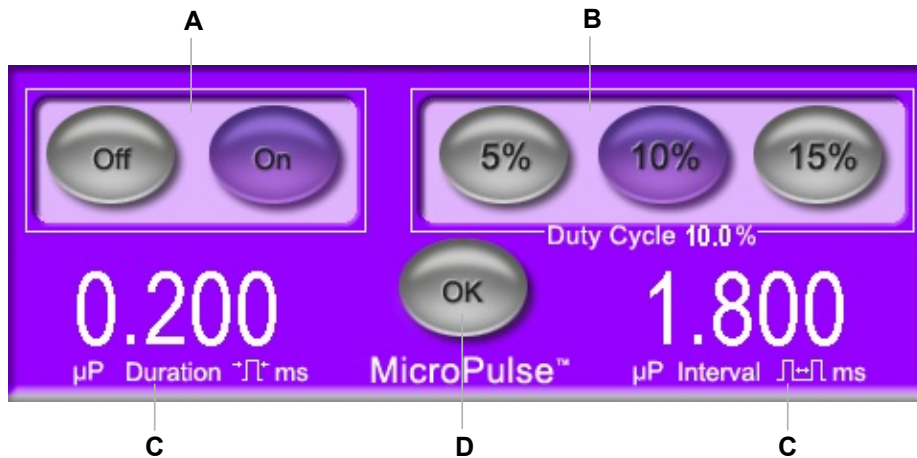 A B
Off On 5% 10% 15%
Duty Cycle 10.0%
OK
0.200 1.800
µP Duration ms MicroPulse™ µP Interval ms
C D C